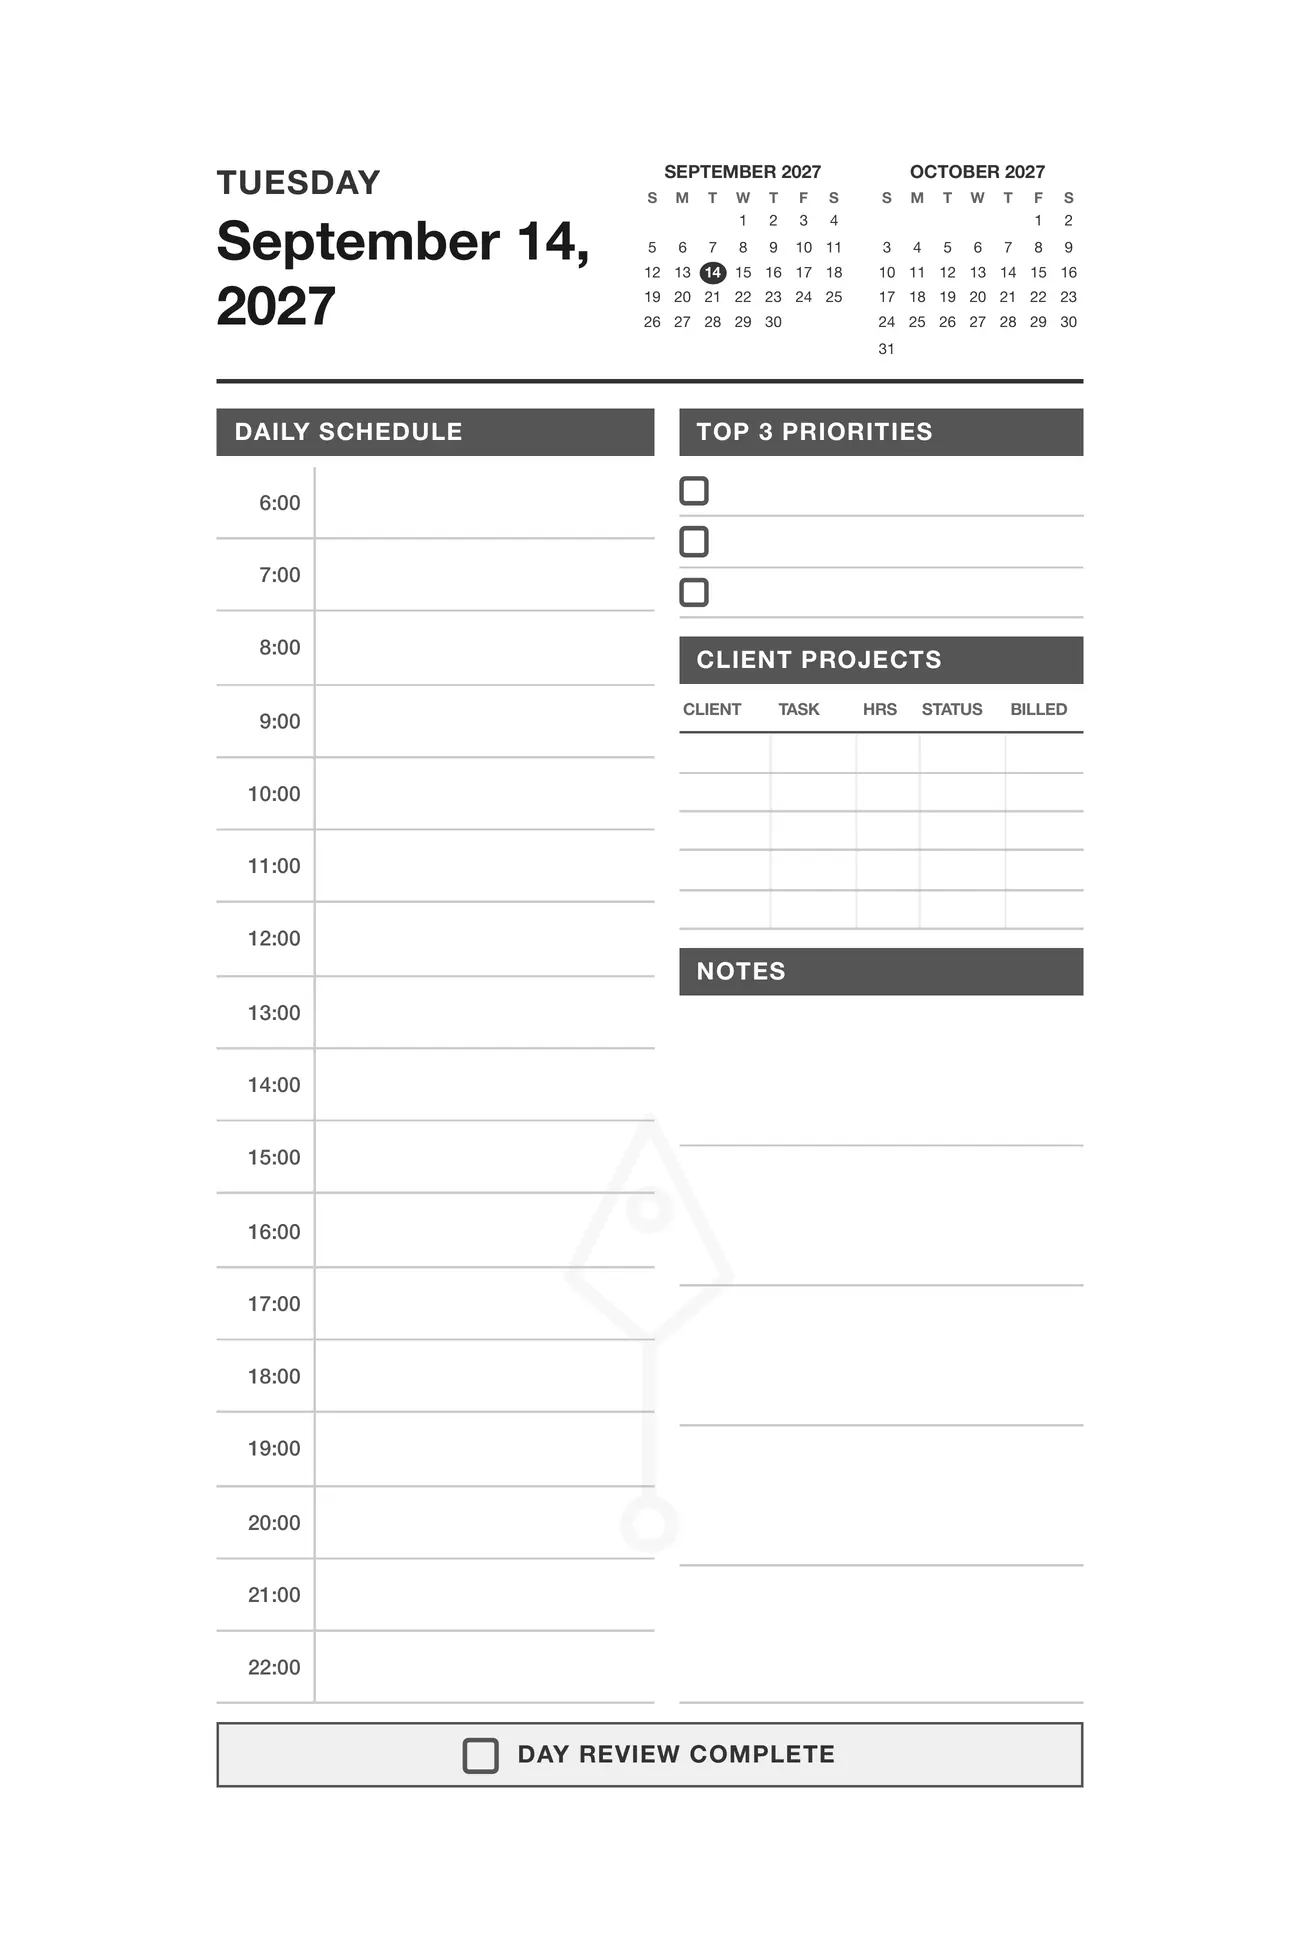 TUESDAY
September 14,
2027
SEPTEMBER 2027
S M T W T F S
1 2 3 4
5 6 7 8 9 10 11
12 13 14 15 16 17 18
19 20 21 22 23 24 25
26 27 28 29 30
OCTOBER 2027
S M T W T F S
1 2
3 4 5 6 7 8 9
10 11 12 13 14 15 16
17 18 19 20 21 22 23
24 25 26 27 28 29 30
31
DAILY SCHEDULE
6:00
7:00
8:00
9:00
10:00
11:00
12:00
13:00
14:00
15:00
16:00
17:00
18:00
19:00
20:00
21:00
22:00
TOP 3 PRIORITIES
CLIENT PROJECTS
CLIENT TASK HRS STATUS BILLED
NOTES
DAY REVIEW COMPLETE